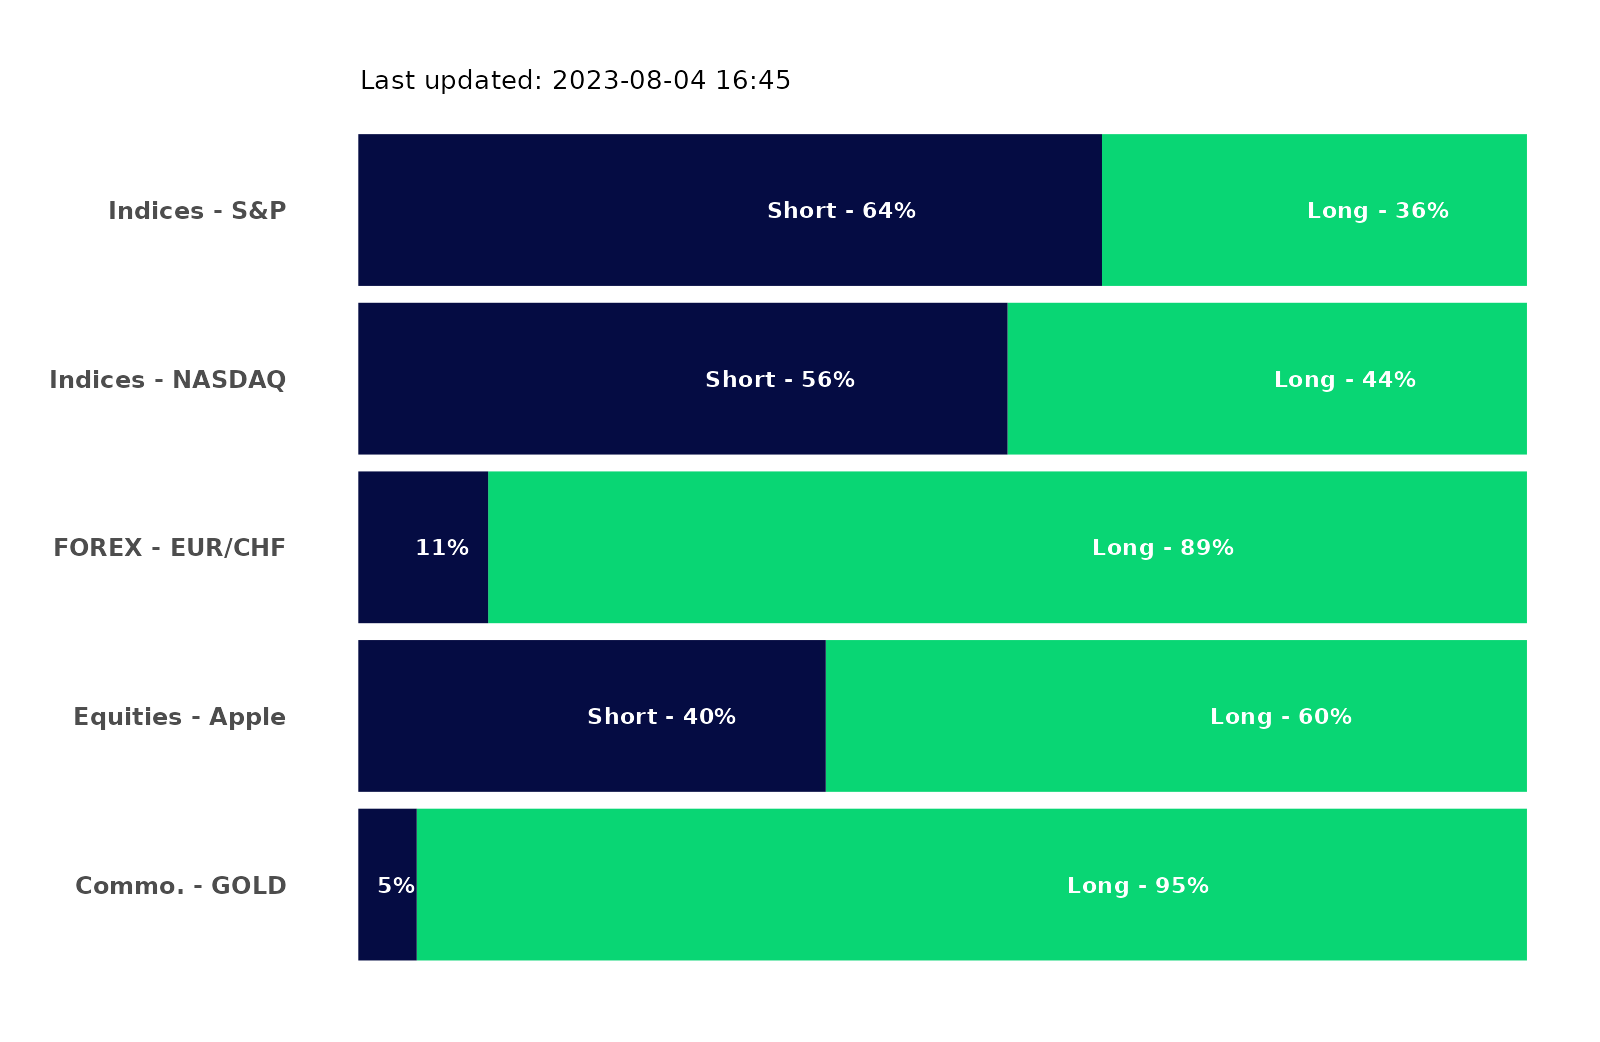 Last updated: 2023-08-04 16:45
Indices - S&P Short - 64% Long - 36%
Indices - NASDAQ Short - 56% Long - 44%
FOREX - EUR/CHF 11% Long - 89%
Equities - Apple Short - 40% Long - 60%
Commo. - GOLD 5% Long - 95%